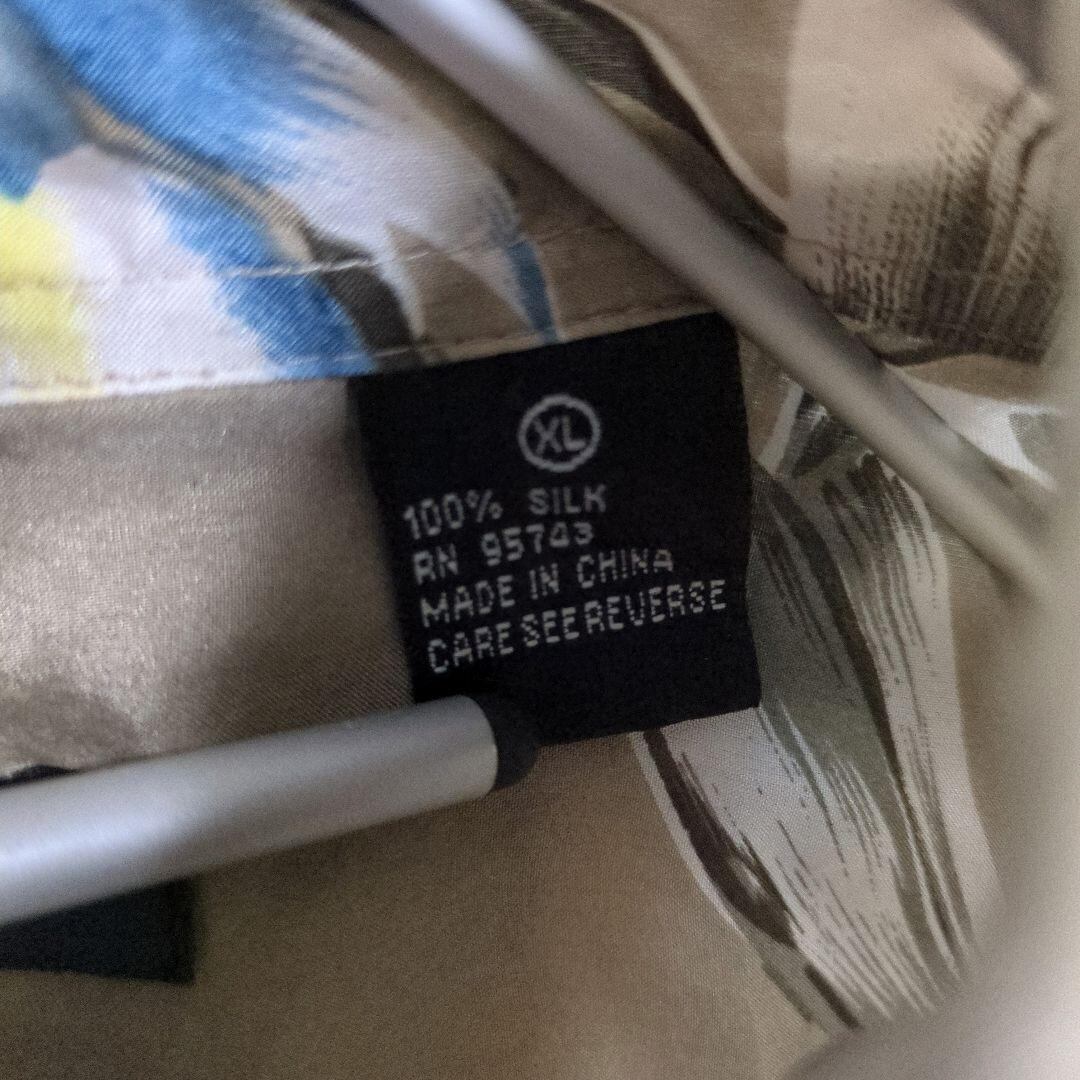 XL
100% SILK
RN 95743
MADE IN CHINA
CARE SEE REVERSE